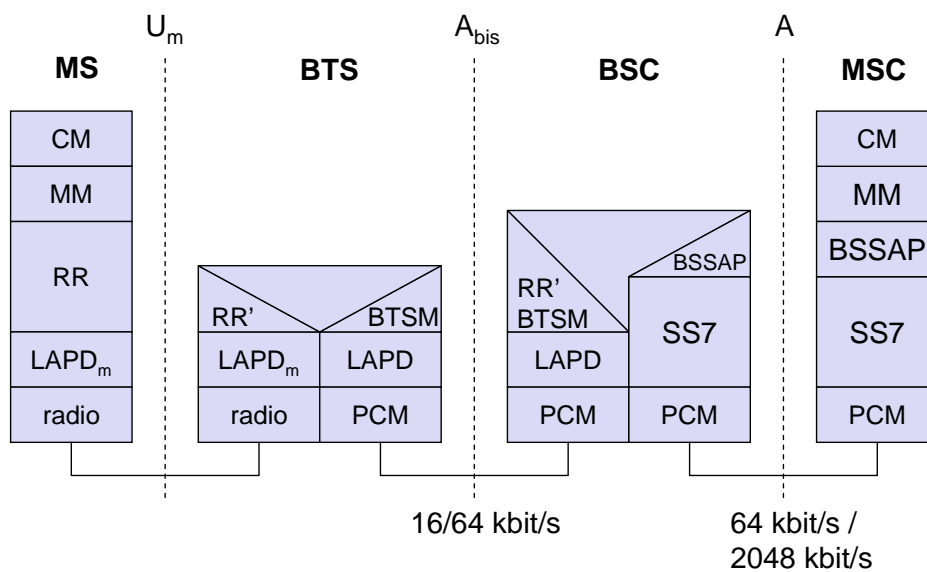 Um Abis A
MS BTS BSC MSC
CM
MM
RR
LAPDm
radio
RR'
BTSM
LAPDm
LAPD
radio
PCM
RR'
BTSM
BSSAP
LAPD
SS7
PCM
PCM
CM
MM
BSSAP
SS7
PCM
16/64 kbit/s
64 kbit/s /
2048 kbit/s